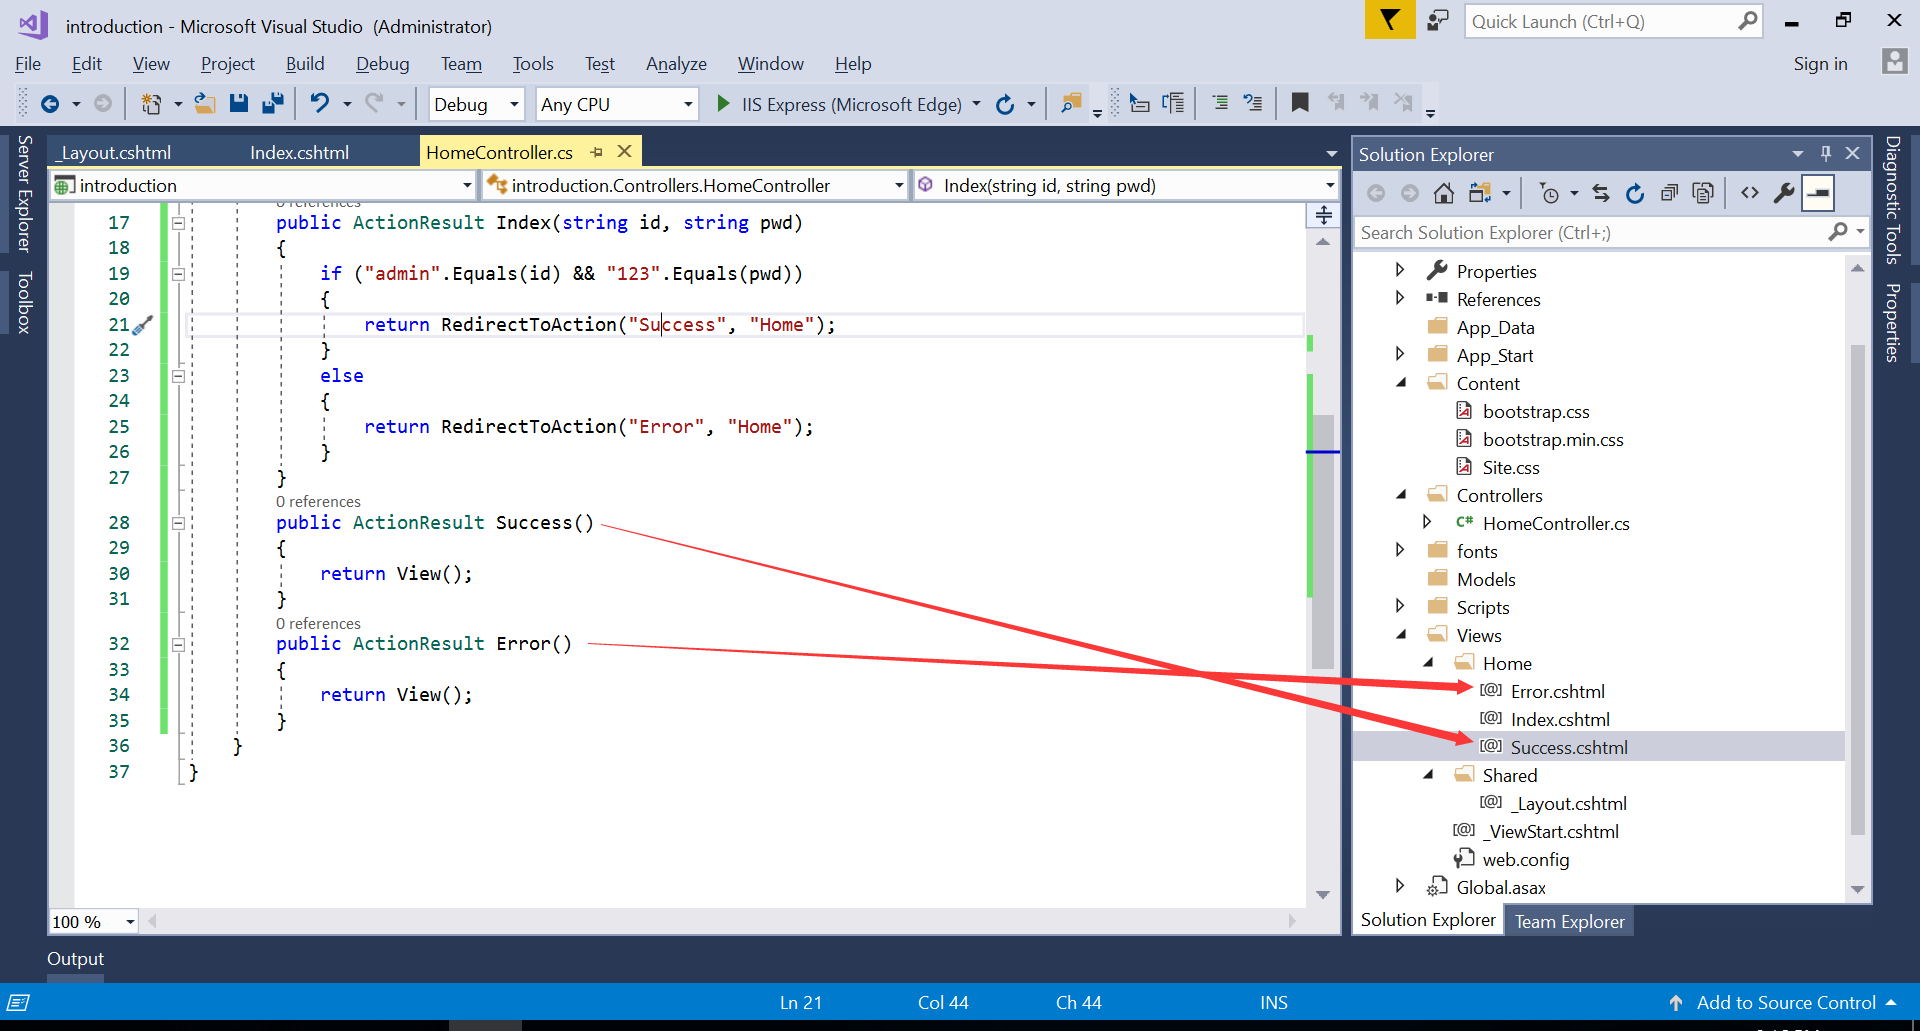 introduction - Microsoft Visual Studio (Administrator)
Quick Launch (Ctrl+Q)
File Edit View Project Build Debug Team Tools Test Analyze Window Help
Sign in
Debug Any CPU IIS Express (Microsoft Edge)
Server Explorer
Toolbox
_Layout.cshtml Index.cshtml HomeController.cs
introduction introduction.Controllers.HomeController Index(string id, string pwd)
0 references
17 public ActionResult Index(string id, string pwd)
18 {
19 if ("admin".Equals(id) && "123".Equals(pwd))
20 {
21 return RedirectToAction("Success", "Home");
22 }
23 else
24 {
25 return RedirectToAction("Error", "Home");
26 }
27 }
0 references
28 public ActionResult Success()
29 {
30 return View();
31 }
0 references
32 public ActionResult Error()
33 {
34 return View();
35 }
36 }
37 }
100 %
Solution Explorer
Search Solution Explorer (Ctrl+;)
Properties
References
App_Data
App_Start
Content
bootstrap.css
bootstrap.min.css
Site.css
Controllers
C# HomeController.cs
fonts
Models
Scripts
Views
Home
[@] Error.cshtml
[@] Index.cshtml
[@] Success.cshtml
Shared
[@] _Layout.cshtml
[@] _ViewStart.cshtml
web.config
Global.asax
Solution Explorer Team Explorer
Diagnostic Tools
Properties
Output
Ln 21 Col 44 Ch 44 INS Add to Source Control